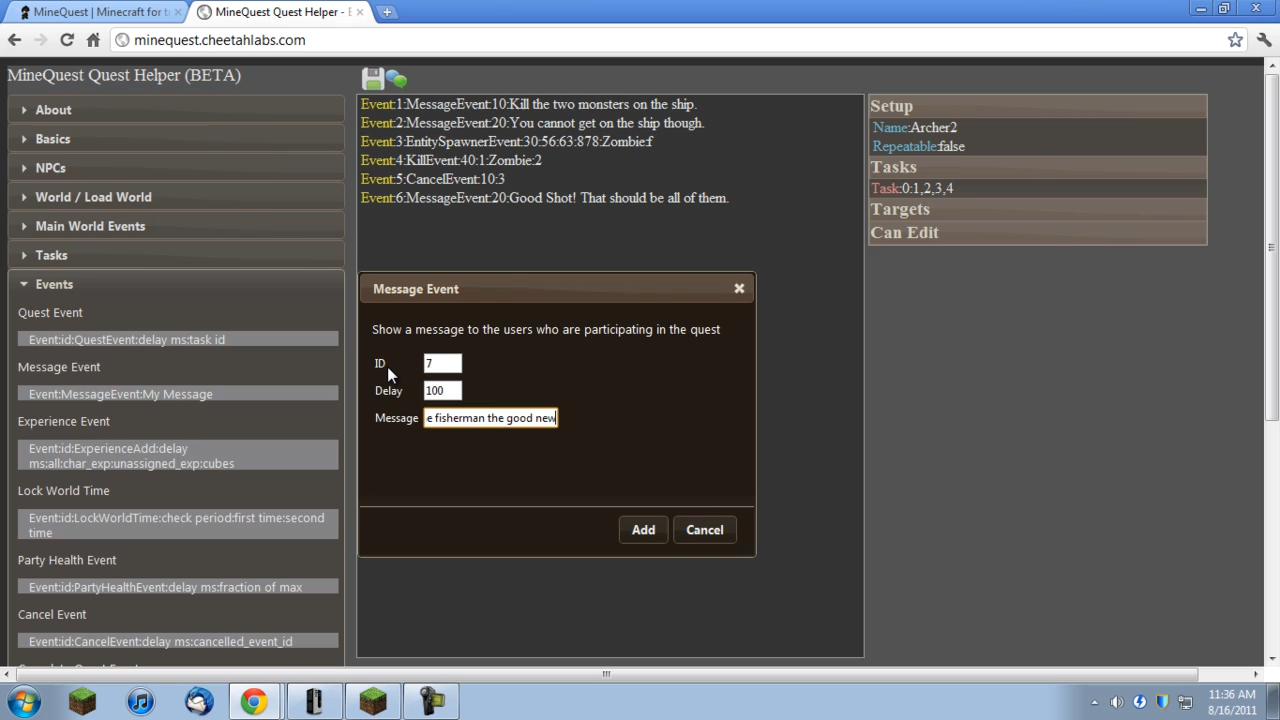 MineQuest | Minecraft for t
MineQuest Quest Helper -
minequest.cheetahlabs.com
MineQuest Quest Helper (BETA)
About
Basics
NPCs
World / Load World
Main World Events
Tasks
Events
Quest Event
Event:id:QuestEvent:delay ms:task id
Message Event
Event:MessageEvent:My Message
Experience Event
Event:id:ExperienceAdd:delay
ms:all:char_exp:unassigned_exp:cubes
Lock World Time
Event:id:LockWorldTime:check period:first time:second
time
Party Health Event
Event:id:PartyHealthEvent:delay ms:fraction of max
Cancel Event
Event:id:CancelEvent:delay ms:cancelled_event_id
Event:1:MessageEvent:10:Kill the two monsters on the ship.
Event:2:MessageEvent:20:You cannot get on the ship though.
Event:3:EntitySpawnerEvent:30:56:63:878:Zombie:f
Event:4:KillEvent:40:1:Zombie:2
Event:5:CancelEvent:10:3
Event:6:MessageEvent:20:Good Shot! That should be all of them.
Message Event
Show a message to the users who are participating in the quest
ID 7
Delay 100
Message e fisherman the good new
Add Cancel
Setup
Name:Archer2
Repeatable:false
Tasks
Task:0:1,2,3,4
Targets
Can Edit
11:36 AM
8/16/2011